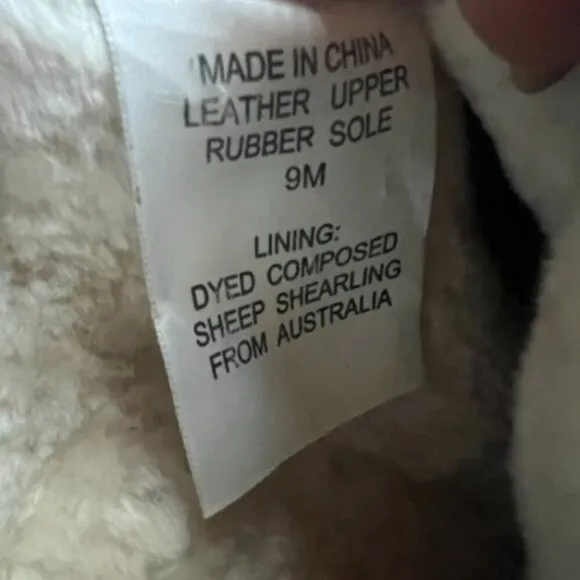 MADE IN CHINA
LEATHER UPPER
RUBBER SOLE
9M
LINING:
DYED COMPOSED
SHEEP SHEARLING
FROM AUSTRALIA